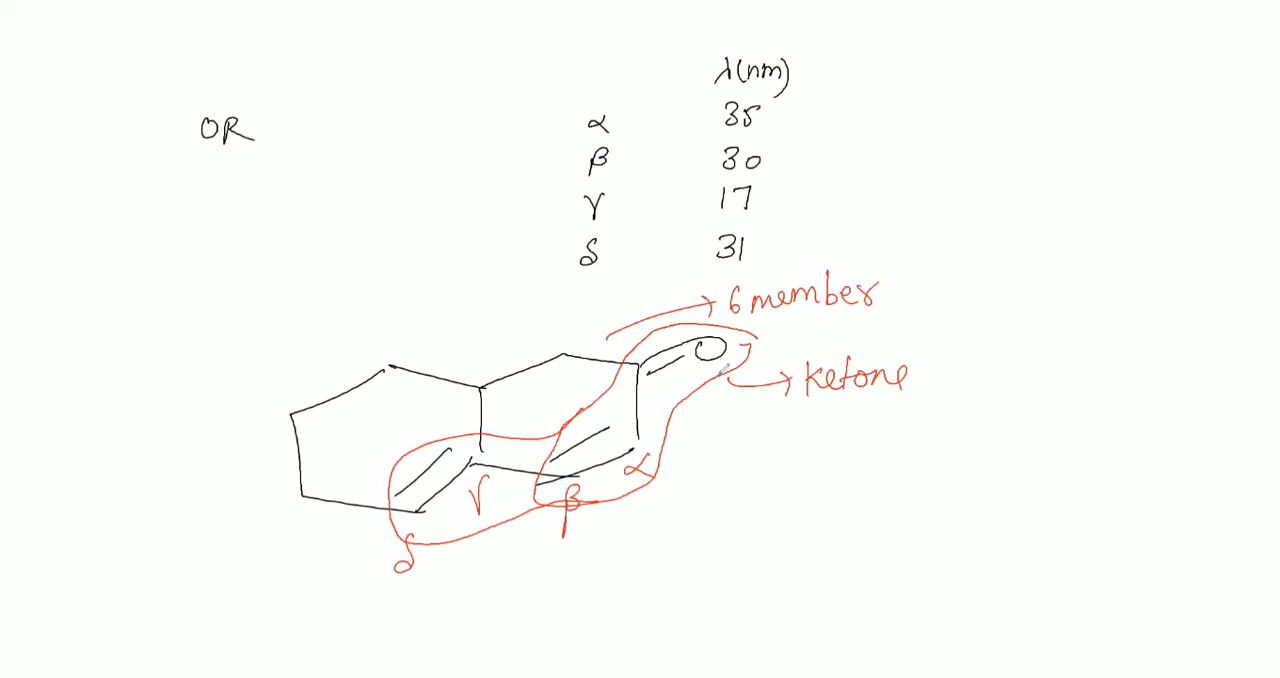 λ(nm)
OR
α 35
β 30
γ 17
δ 31
6 member
O
ketone
α
γ
β
δ